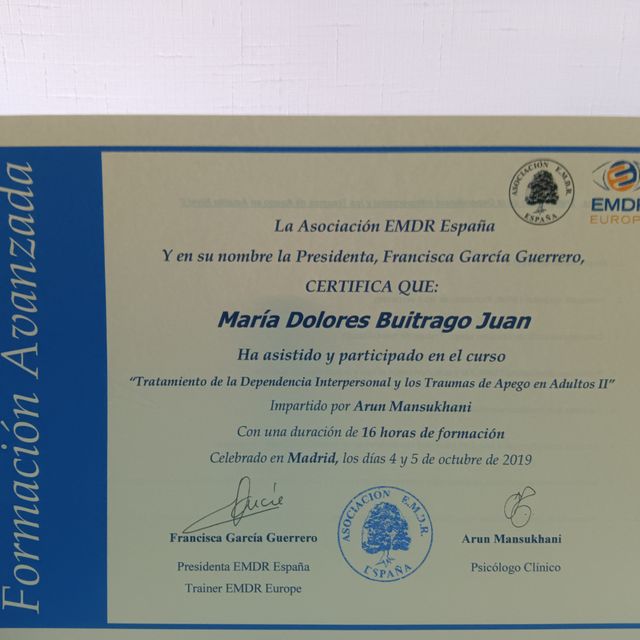 Formación Avanzada
ASOCIACIÓN E.M.D.R.
ESPAÑA
EMDR
EUROPE
La Asociación EMDR España
Y en su nombre la Presidenta, Francisca García Guerrero,
CERTIFICA QUE:
María Dolores Buitrago Juan
Ha asistido y participado en el curso
“Tratamiento de la Dependencia Interpersonal y los Traumas de Apego en Adultos II”
Impartido por Arun Mansukhani
Con una duración de 16 horas de formación
Celebrado en Madrid, los días 4 y 5 de octubre de 2019
ASOCIACION E.M.D.R.
ESPAÑA
Francisca García Guerrero
Presidenta EMDR España
Trainer EMDR Europe
Arun Mansukhani
Psicólogo Clínico